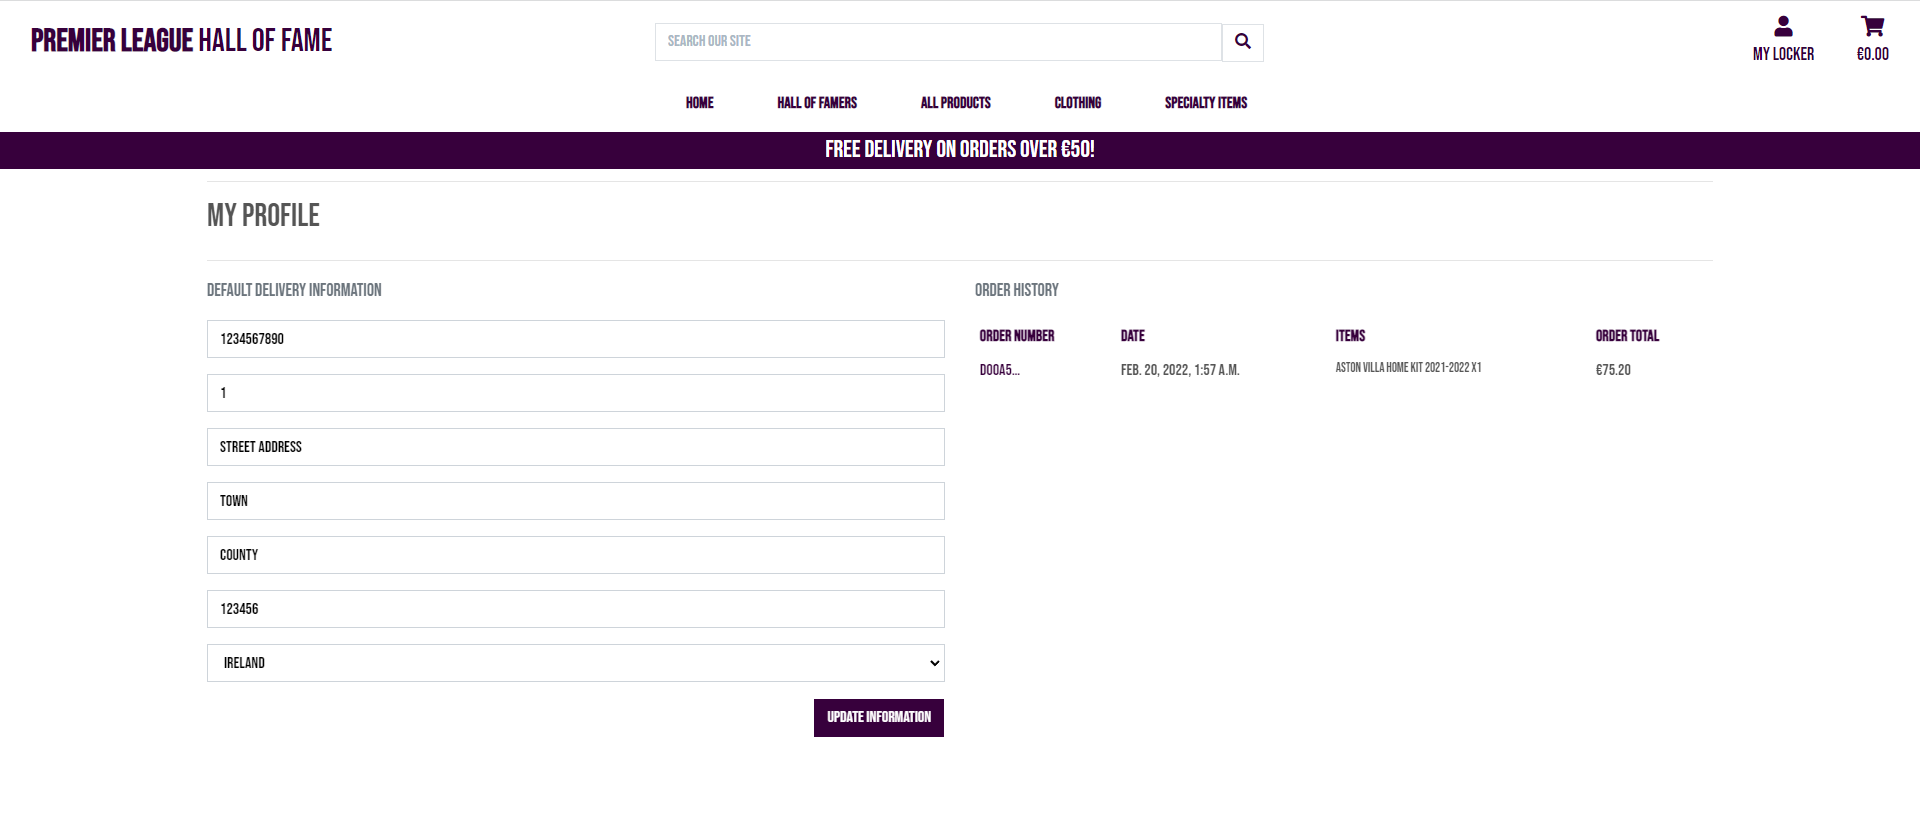 PREMIER LEAGUE HALL OF FAME
SEARCH OUR SITE
MY LOCKER
€0.00
HOME
HALL OF FAMERS
ALL PRODUCTS
CLOTHING
SPECIALTY ITEMS
FREE DELIVERY ON ORDERS OVER €50!
MY PROFILE
DEFAULT DELIVERY INFORMATION
1234567890
1
STREET ADDRESS
TOWN
COUNTY
123456
IRELAND
UPDATE INFORMATION
ORDER HISTORY
ORDER NUMBER DATE ITEMS ORDER TOTAL
D00A5... FEB. 20, 2022, 1:57 A.M. ASTON VILLA HOME KIT 2021-2022 X1 €75.20